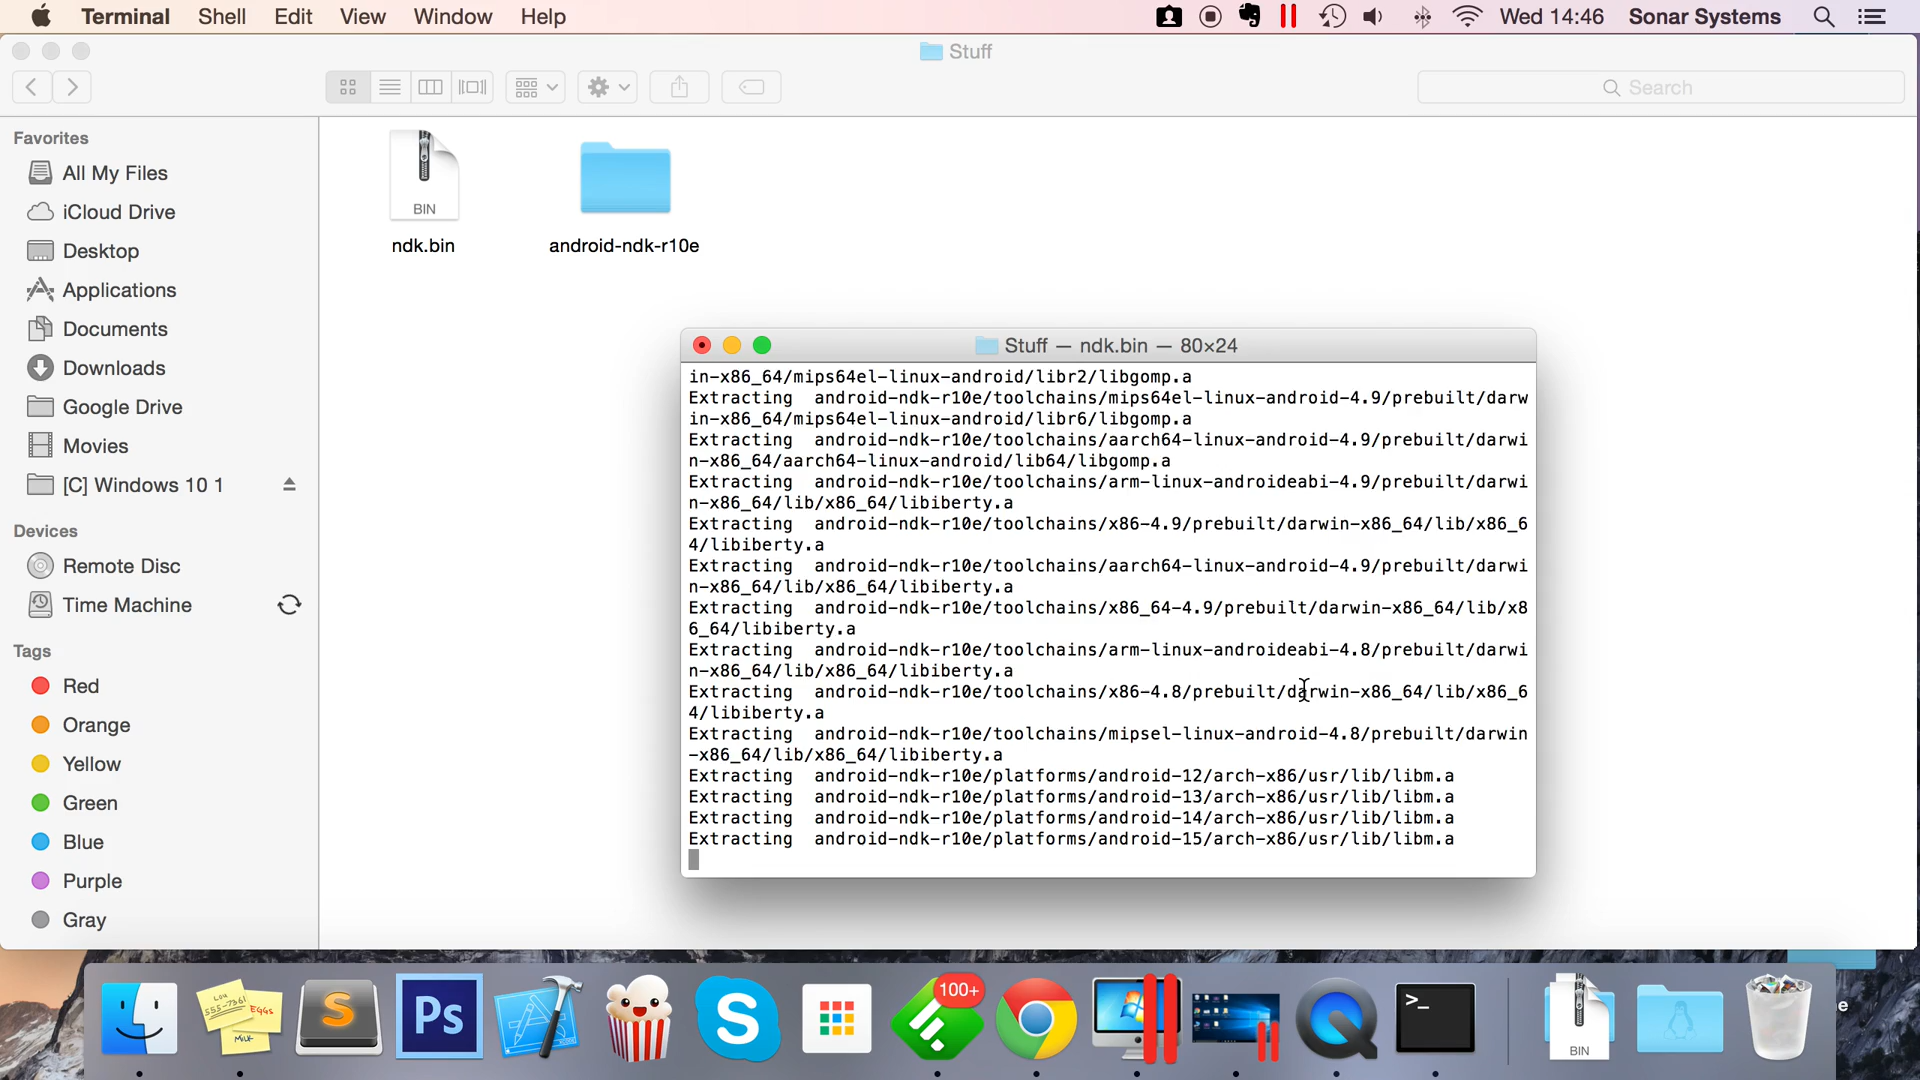 Terminal Shell Edit View Window Help Wed 14:46 Sonar Systems
Stuff
Search
Favorites
All My Files
iCloud Drive
Desktop
Applications
Documents
Downloads
Google Drive
Movies
[C] Windows 10 1
Devices
Remote Disc
Time Machine
Tags
Red
Orange
Yellow
Green
Blue
Purple
Gray
BIN
ndk.bin
android-ndk-r10e
Stuff — ndk.bin — 80×24
in-x86_64/mips64el-linux-android/libr2/libgomp.a
Extracting  android-ndk-r10e/toolchains/mips64el-linux-android-4.9/prebuilt/darw
in-x86_64/mips64el-linux-android/libr6/libgomp.a
Extracting  android-ndk-r10e/toolchains/aarch64-linux-android-4.9/prebuilt/darwi
n-x86_64/aarch64-linux-android/lib64/libgomp.a
Extracting  android-ndk-r10e/toolchains/arm-linux-androideabi-4.9/prebuilt/darwi
n-x86_64/lib/x86_64/libiberty.a
Extracting  android-ndk-r10e/toolchains/x86-4.9/prebuilt/darwin-x86_64/lib/x86_6
4/libiberty.a
Extracting  android-ndk-r10e/toolchains/aarch64-linux-android-4.9/prebuilt/darwi
n-x86_64/lib/x86_64/libiberty.a
Extracting  android-ndk-r10e/toolchains/x86_64-4.9/prebuilt/darwin-x86_64/lib/x8
6_64/libiberty.a
Extracting  android-ndk-r10e/toolchains/arm-linux-androideabi-4.8/prebuilt/darwi
n-x86_64/lib/x86_64/libiberty.a
Extracting  android-ndk-r10e/toolchains/x86-4.8/prebuilt/darwin-x86_64/lib/x86_6
4/libiberty.a
Extracting  android-ndk-r10e/toolchains/mipsel-linux-android-4.8/prebuilt/darwin
-x86_64/lib/x86_64/libiberty.a
Extracting  android-ndk-r10e/platforms/android-12/arch-x86/usr/lib/libm.a
Extracting  android-ndk-r10e/platforms/android-13/arch-x86/usr/lib/libm.a
Extracting  android-ndk-r10e/platforms/android-14/arch-x86/usr/lib/libm.a
Extracting  android-ndk-r10e/platforms/android-15/arch-x86/usr/lib/libm.a
555-7361
EGGS
MILK
S
Ps
S
100+
>_
BIN
e